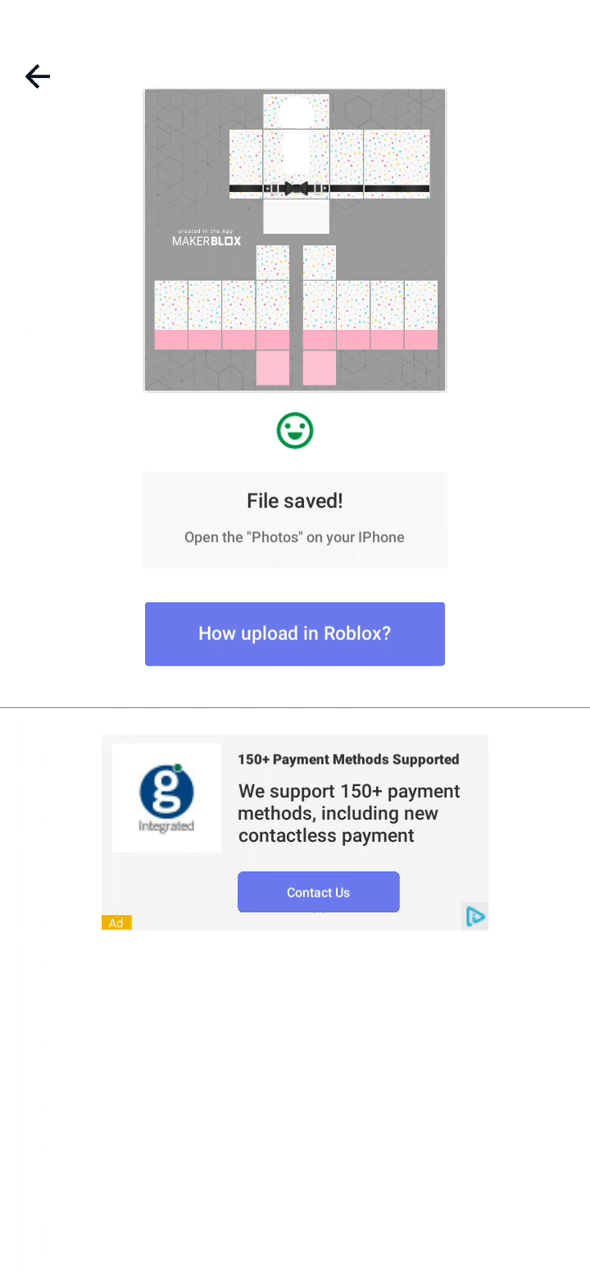 created in the App
MAKERBLOX
File saved!
Open the "Photos" on your IPhone
How upload in Roblox?
150+ Payment Methods Supported
We support 150+ payment
methods, including new
contactless payment
Integrated
Contact Us
Ad